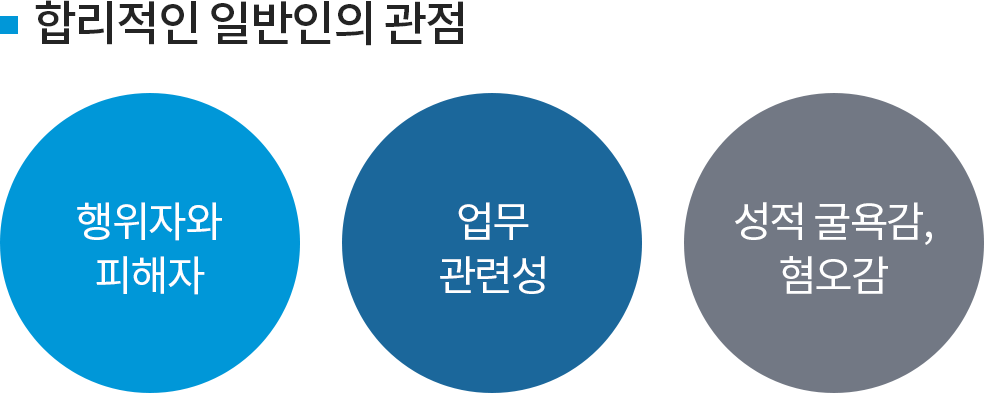 합리적인 일반인의 관점
행위자와
피해자
업무
관련성
성적 굴욕감,
혐오감